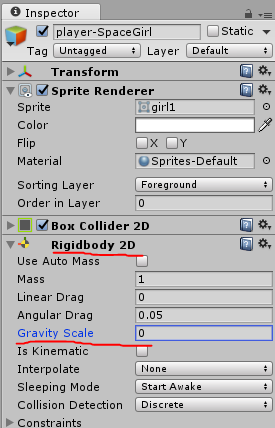 Inspector
player-SpaceGirl Static
Tag Untagged Layer Default
Transform
Sprite Renderer
Sprite girl1
Color
Flip X Y
Material Sprites-Default
Sorting Layer Foreground
Order in Layer 0
Box Collider 2D
Rigidbody 2D
Use Auto Mass
Mass 1
Linear Drag 0
Angular Drag 0.05
Gravity Scale 0
Is Kinematic
Interpolate None
Sleeping Mode Start Awake
Collision Detection Discrete
Constraints